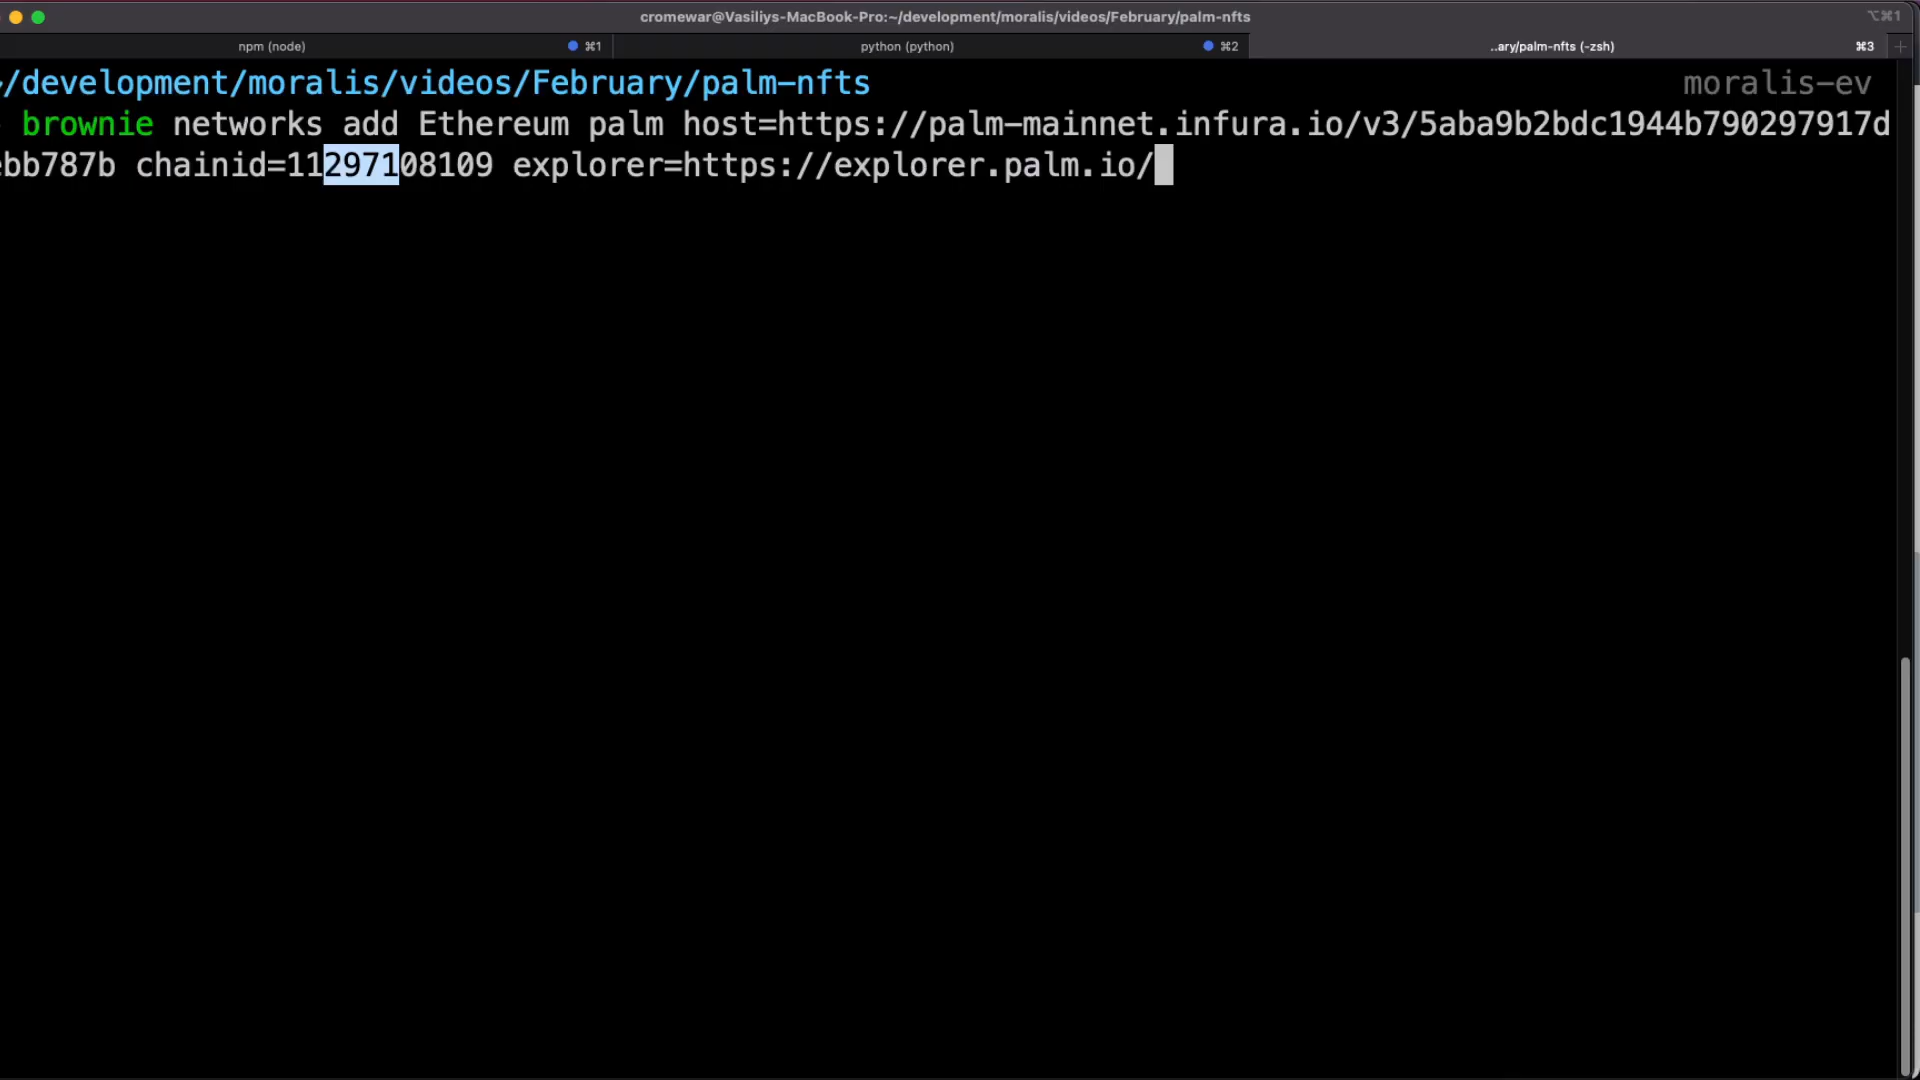 cromewar@Vasiliys-MacBook-Pro:~/development/moralis/videos/February/palm-nfts ⌥⌘1
npm (node) ⌘1 python (python) ⌘2 ..ary/palm-nfts (-zsh) ⌘3 +
~/development/moralis/videos/February/palm-nfts moralis-ev
brownie networks add Ethereum palm host=https://palm-mainnet.infura.io/v3/5aba9b2bdc1944b790297917d
ebb787b chainid=11297108109 explorer=https://explorer.palm.io/